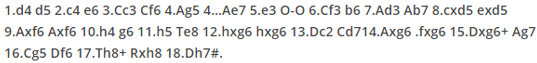 1.d4 d5 2.c4 e6 3.Cc3 Cf6 4.Ag5 4...Ae7 5.e3 O-O 6.Cf3 b6 7.Ad3 Ab7 8.cxd5 exd5
9.Axf6 Axf6 10.h4 g6 11.h5 Te8 12.hxg6 hxg6 13.Dc2 Cd714.Axg6 .fxg6 15.Dxg6+ Ag7
16.Cg5 Df6 17.Th8+ Rxh8 18.Dh7#.